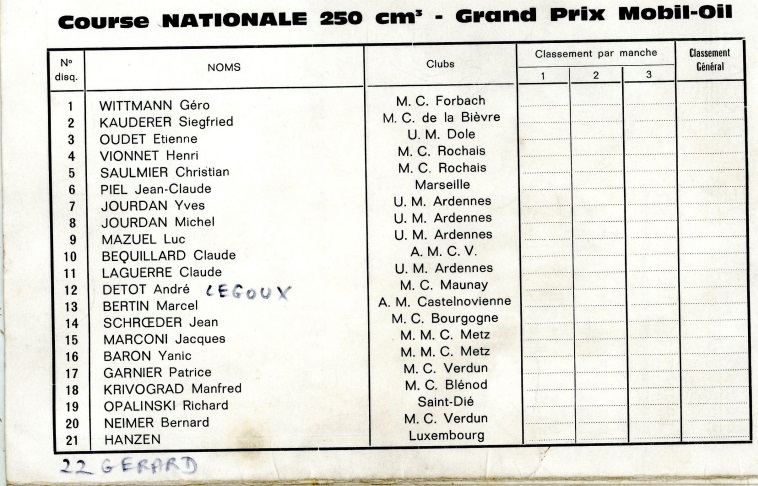 Course NATIONALE 250 cm³ - Grand Prix Mobil-Oil
N° disq. NOMS Clubs Classement par manche 1 2 3 Classement Général
1 WITTMANN Géro M. C. Forbach
2 KAUDERER Siegfried M. C. de la Bièvre
3 OUDET Etienne U. M. Dole
4 VIONNET Henri M. C. Rochais
5 SAULMIER Christian M. C. Rochais
6 PIEL Jean-Claude Marseille
7 JOURDAN Yves U. M. Ardennes
8 JOURDAN Michel U. M. Ardennes
9 MAZUEL Luc U. M. Ardennes
10 BEQUILLARD Claude A. M. C. V.
11 LAGUERRE Claude U. M. Ardennes
12 DETOT André LEGOUX M. C. Maunay
13 BERTIN Marcel A. M. Castelnovienne
14 SCHRŒDER Jean M. C. Bourgogne
15 MARCONI Jacques M. M. C. Metz
16 BARON Yanic M. M. C. Metz
17 GARNIER Patrice M. C. Verdun
18 KRIVOGRAD Manfred M. C. Blénod
19 OPALINSKI Richard Saint-Dié
20 NEIMER Bernard M. C. Verdun
21 HANZEN Luxembourg
22 GERARD